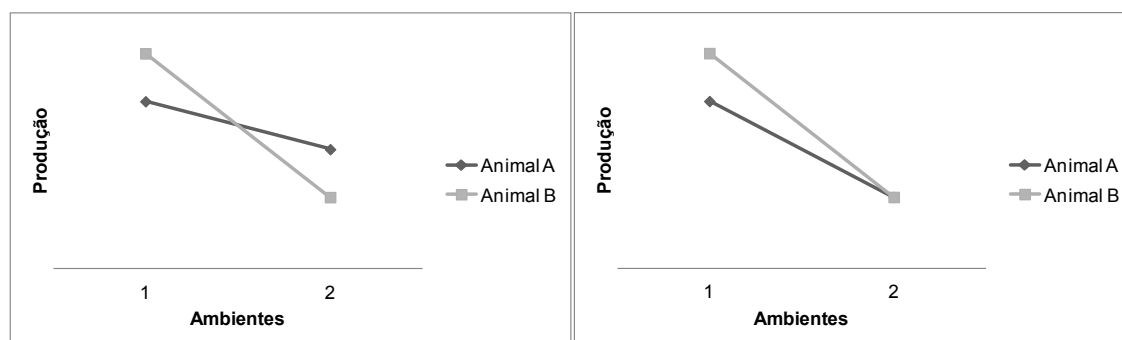 Produção
Animal A
Animal B
1
2
Ambientes
Produção
Animal A
Animal B
1
2
Ambientes